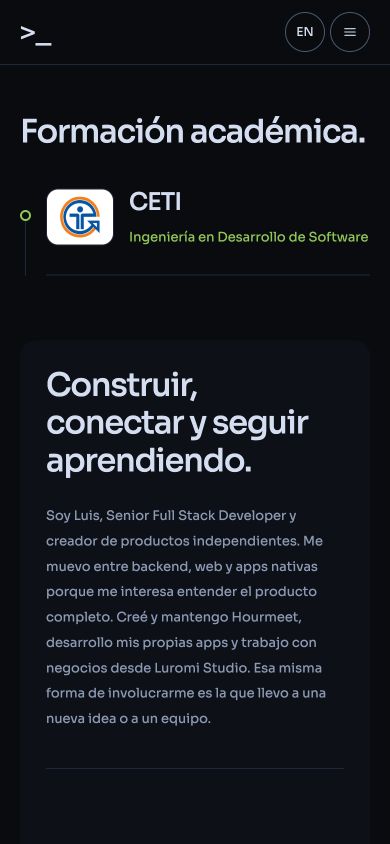 >_
EN
Formación académica.
CETI
Ingeniería en Desarrollo de Software
Construir,
conectar y seguir
aprendiendo.
Soy Luis, Senior Full Stack Developer y
creador de productos independientes. Me
muevo entre backend, web y apps nativas
porque me interesa entender el producto
completo. Creé y mantengo Hourmeet,
desarrollo mis propias apps y trabajo con
negocios desde Luromi Studio. Esa misma
forma de involucrarme es la que llevo a una
nueva idea o a un equipo.